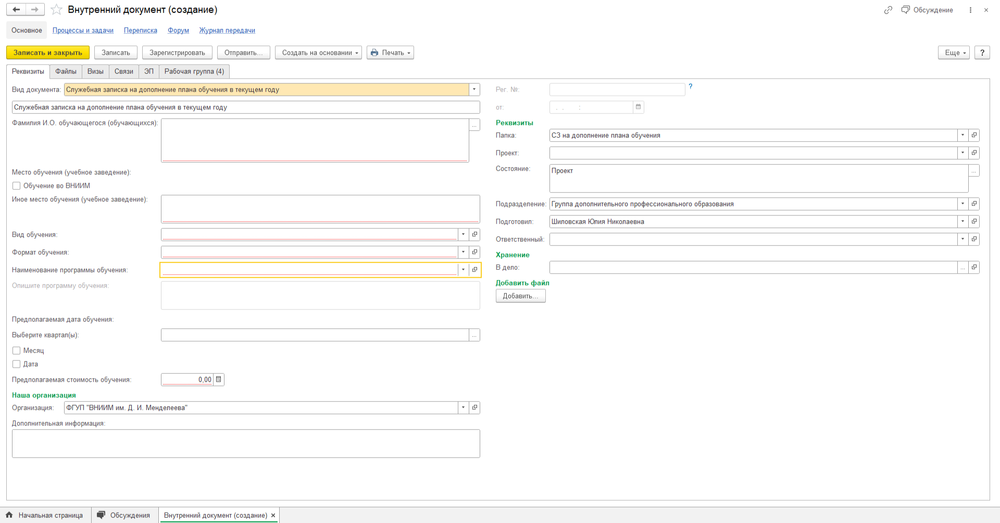 Внутренний документ (создание)
Обсуждение
Основное Процессы и задачи Переписка Форум Журнал передачи
Записать и закрыть Записать Зарегистрировать Отправить... Создать на основании Печать Еще ?
Реквизиты Файлы Визы Связи ЭП Рабочая группа (4)
Вид документа: Служебная записка на дополнение плана обучения в текущем году
Служебная записка на дополнение плана обучения в текущем году
Фамилия И.О. обучающегося (обучающихся): ...
Место обучения (учебное заведение):
Обучение во ВНИИМ
Иное место обучения (учебное заведение):
Вид обучения:
Формат обучения:
Наименование программы обучения:
Опишите программу обучения:
Предполагаемая дата обучения:
Выберите квартал(ы): ...
Месяц
Дата
Предполагаемая стоимость обучения: 0,00
Наша организация
Организация: ФГУП "ВНИИМ им. Д. И. Менделеева"
Дополнительная информация:
Рег. №: ?
от: . . :
Реквизиты
Папка: СЗ на дополнение плана обучения
Проект:
Состояние: Проект ...
Подразделение: Группа дополнительного профессионального образования
Подготовил: Шиловская Юлия Николаевна
Ответственный:
Хранение
В дело: ...
Добавить файл
Добавить...
Начальная страница Обсуждения Внутренний документ (создание) ×